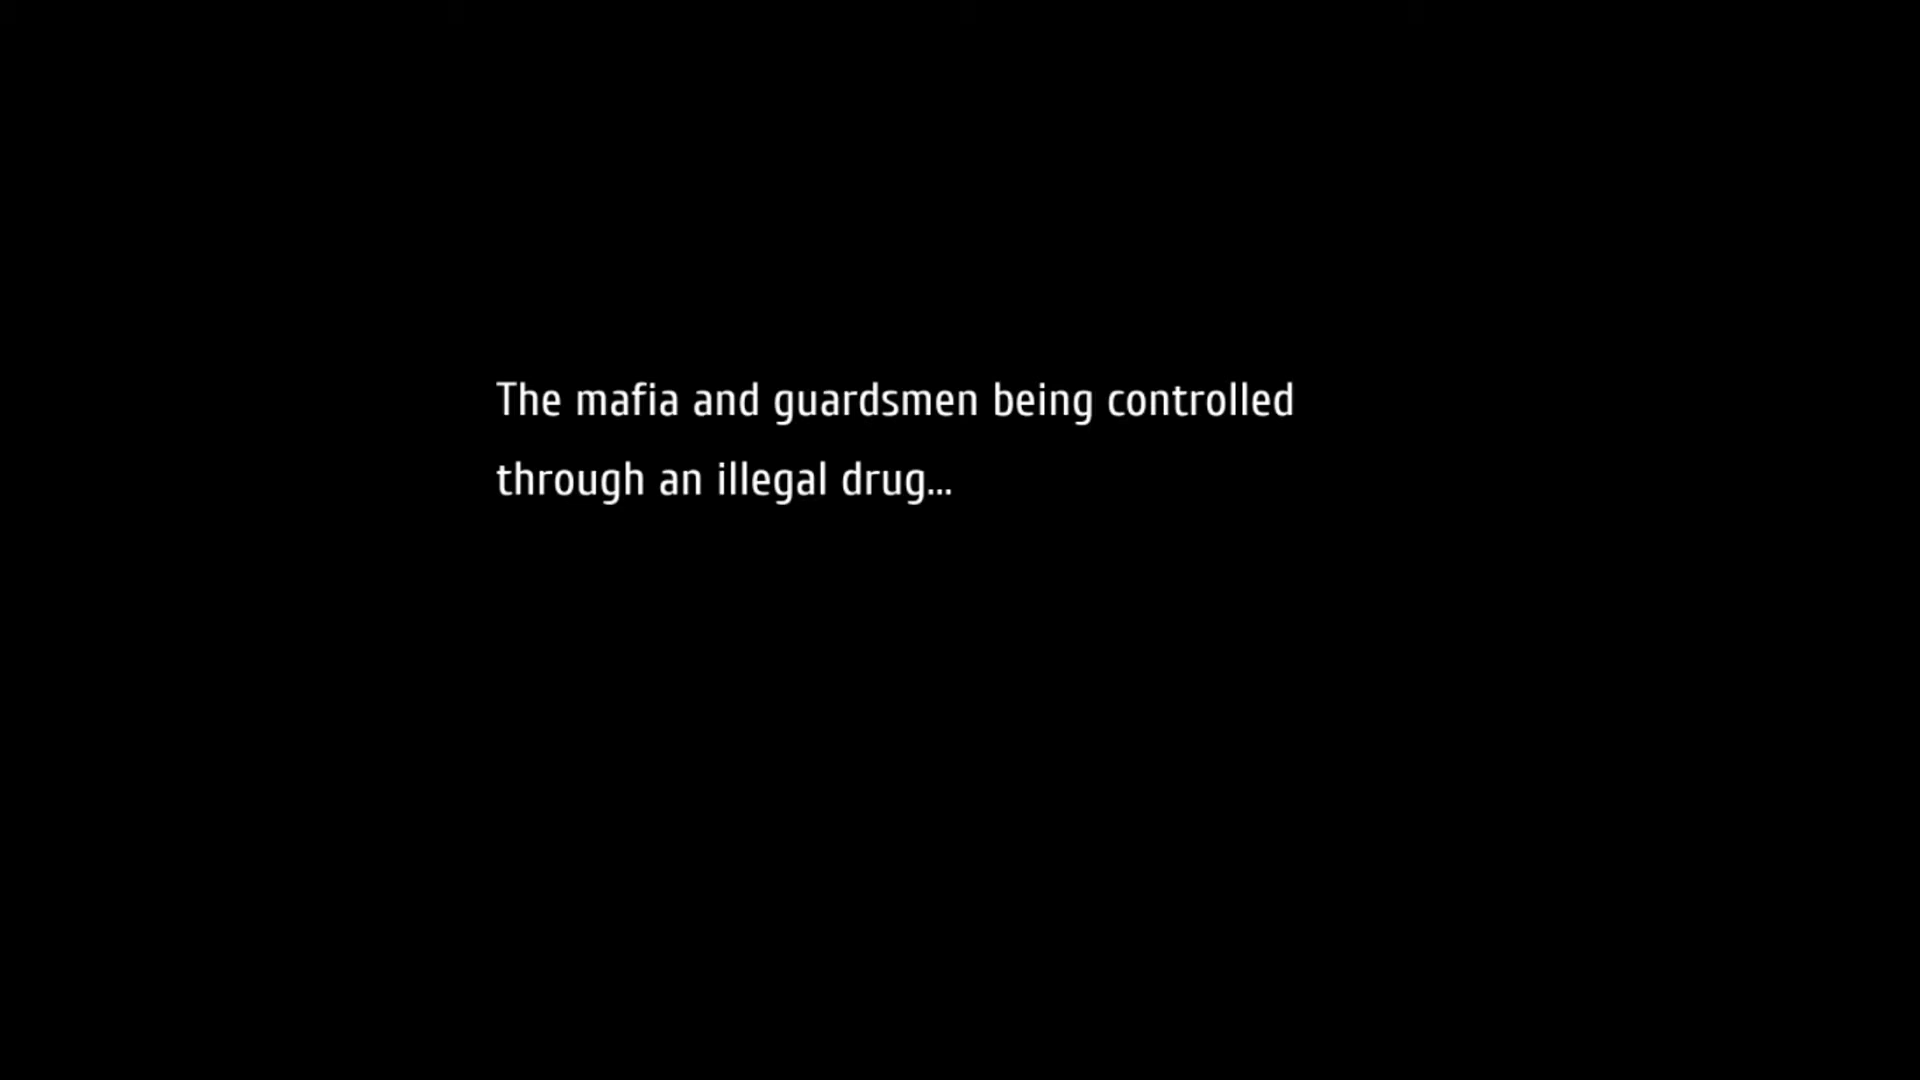 The mafia and guardsmen being controlled
through an illegal drug...